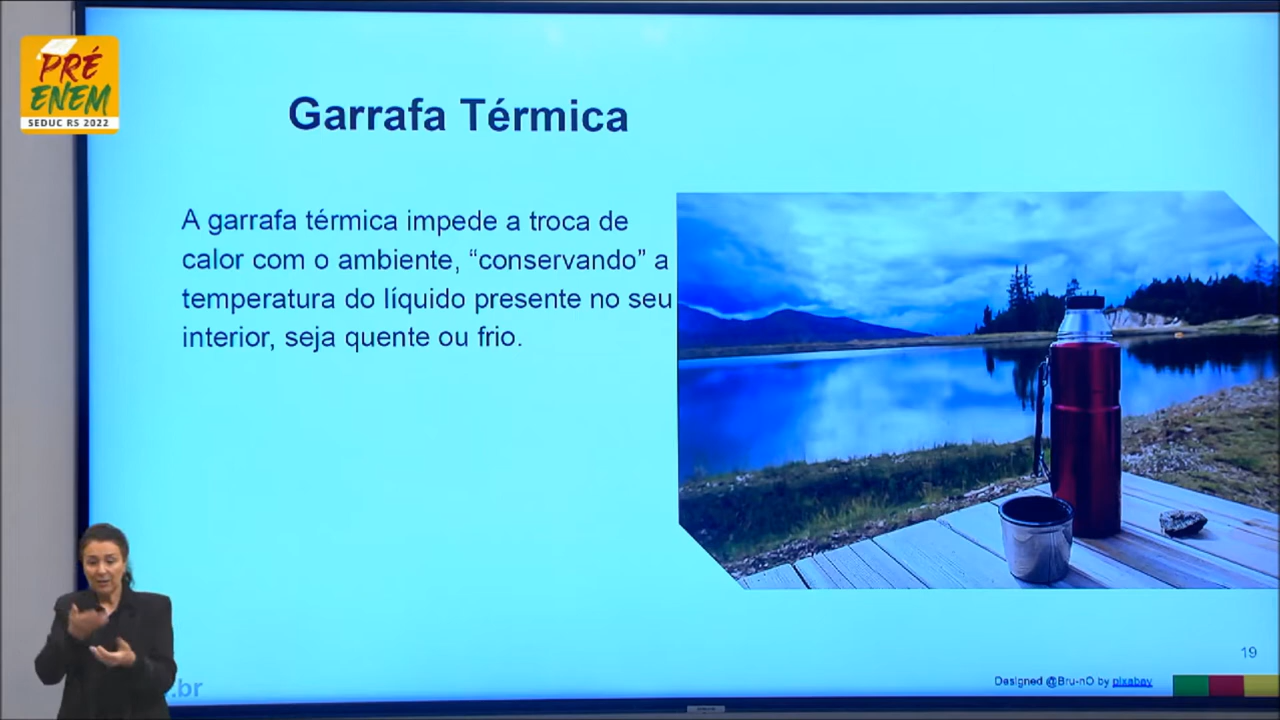 PRÉ
ENEM
SEDUC RS 2022
Garrafa Térmica
A garrafa térmica impede a troca de
calor com o ambiente, “conservando” a
temperatura do líquido presente no seu
interior, seja quente ou frio.
19
Designed @Bru-nO by pixabay
.br